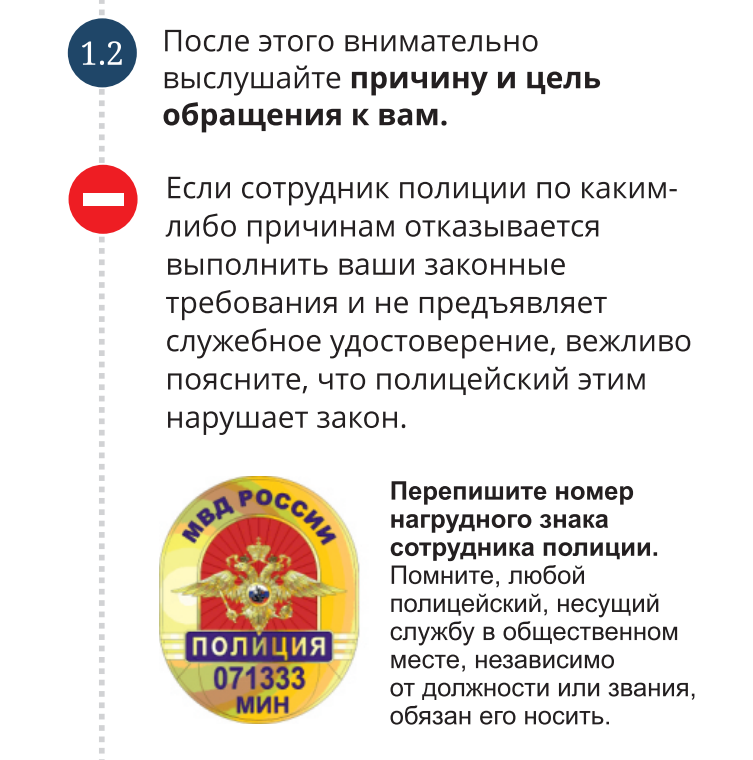 1.2
После этого внимательно
выслушайте причину и цель
обращения к вам.
Если сотрудник полиции по каким-
либо причинам отказывается
выполнить ваши законные
требования и не предъявляет
служебное удостоверение, вежливо
поясните, что полицейский этим
нарушает закон.
МВД РОССИИ
ПОЛИЦИЯ
071333
МИН
Перепишите номер
нагрудного знака
сотрудника полиции.
Помните, любой
полицейский, несущий
службу в общественном
месте, независимо
от должности или звания,
обязан его носить.